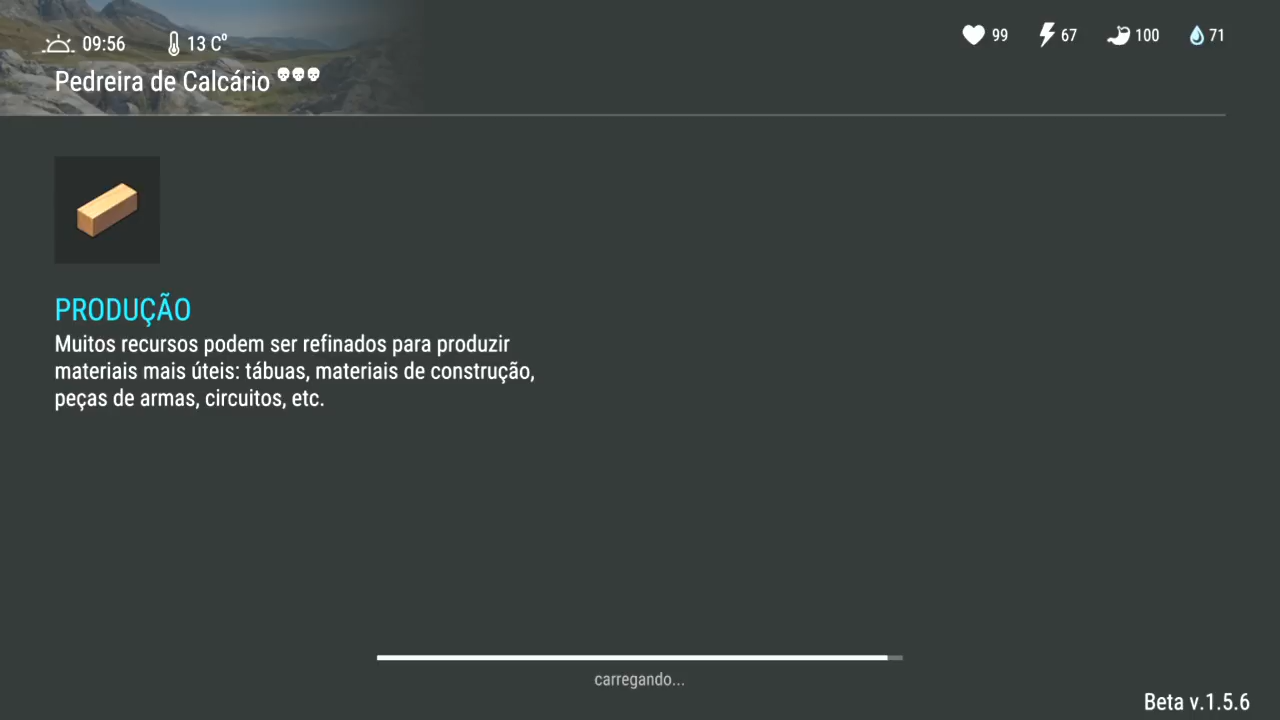 09:56 13 Cº
99 67 100 71
Pedreira de Calcário
PRODUÇÃO
Muitos recursos podem ser refinados para produzir
materiais mais úteis: tábuas, materiais de construção,
peças de armas, circuitos, etc.
carregando...
Beta v.1.5.6